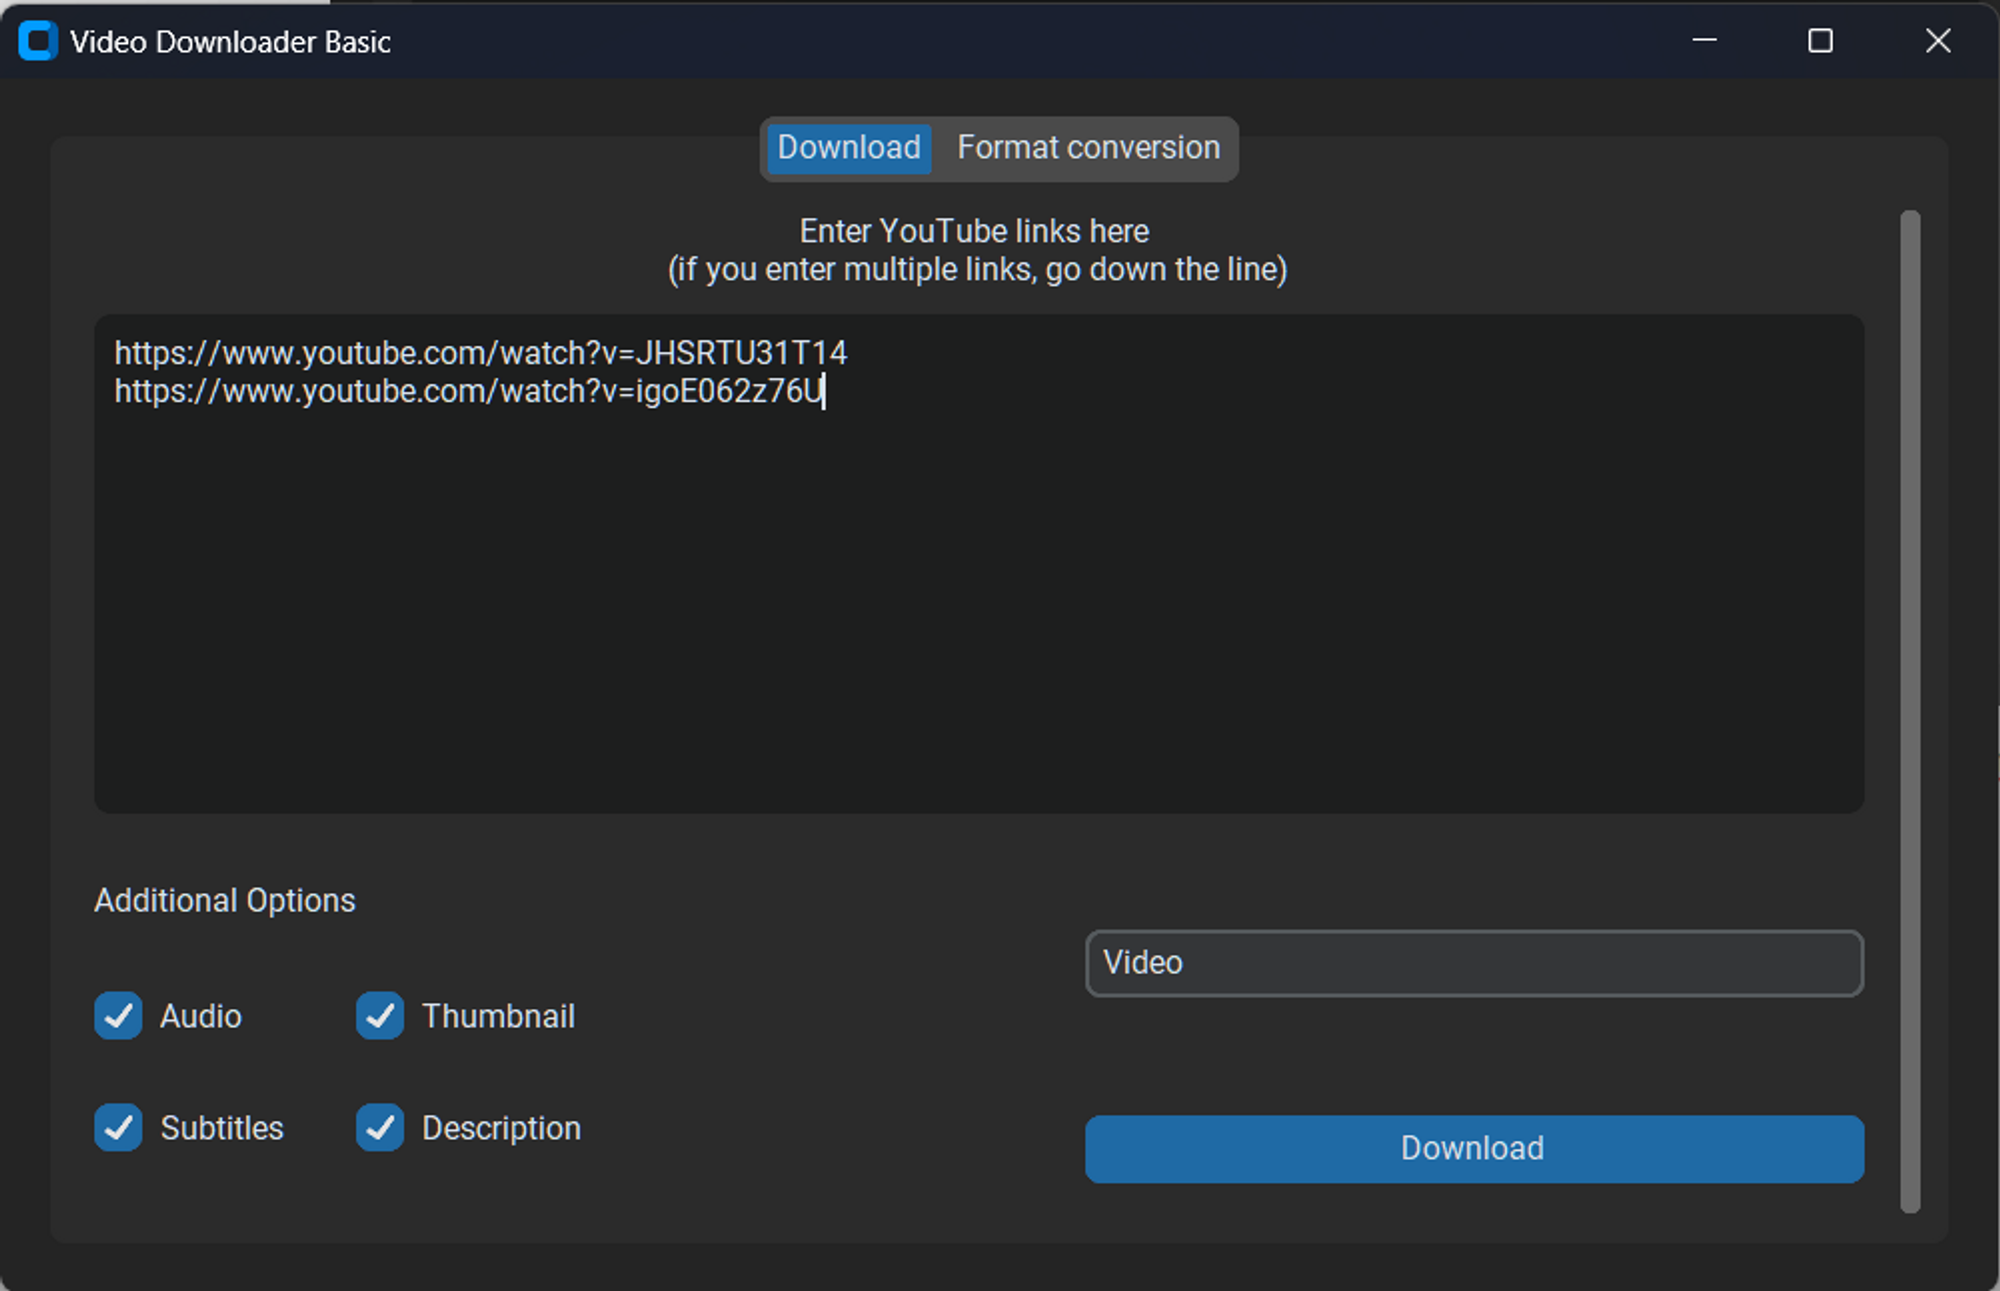 Video Downloader Basic
Download Format conversion
Enter YouTube links here
(if you enter multiple links, go down the line)
https://www.youtube.com/watch?v=JHSRTU31T14
https://www.youtube.com/watch?v=igoE062z76U
Additional Options
Video
Audio Thumbnail
Subtitles Description
Download